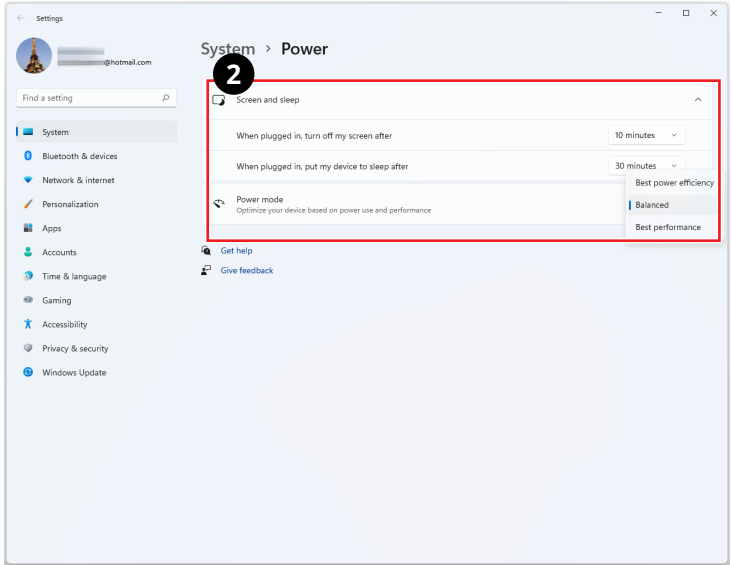 Settings
@hotmail.com
System > Power
2
Find a setting
Screen and sleep
System
When plugged in, turn off my screen after 10 minutes
Bluetooth & devices
When plugged in, put my device to sleep after 30 minutes
Network & internet
Best power efficiency
Personalization
Power mode
Balanced
Optimize your device based on power use and performance
Apps
Best performance
Accounts
Get help
Time & language
Give feedback
Gaming
Accessibility
Privacy & security
Windows Update